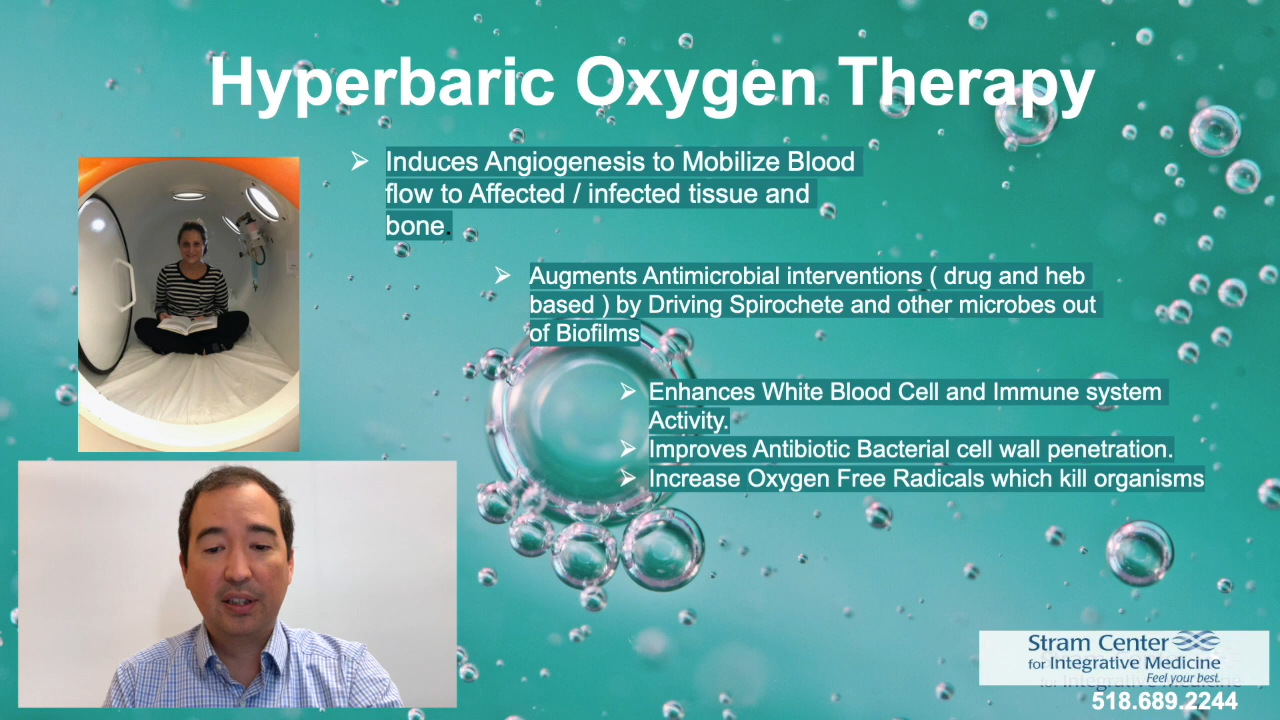 Hyperbaric Oxygen Therapy
➢ Induces Angiogenesis to Mobilize Blood
flow to Affected / infected tissue and
bone.
➢ Augments Antimicrobial interventions ( drug and heb
based ) by Driving Spirochete and other microbes out
of Biofilms
➢ Enhances White Blood Cell and Immune system
Activity.
➢ Improves Antibiotic Bacterial cell wall penetration.
➢ Increase Oxygen Free Radicals which kill organisms
Stram Center
for Integrative Medicine
Feel your best.
for Integrative Medicine
518.689.2244